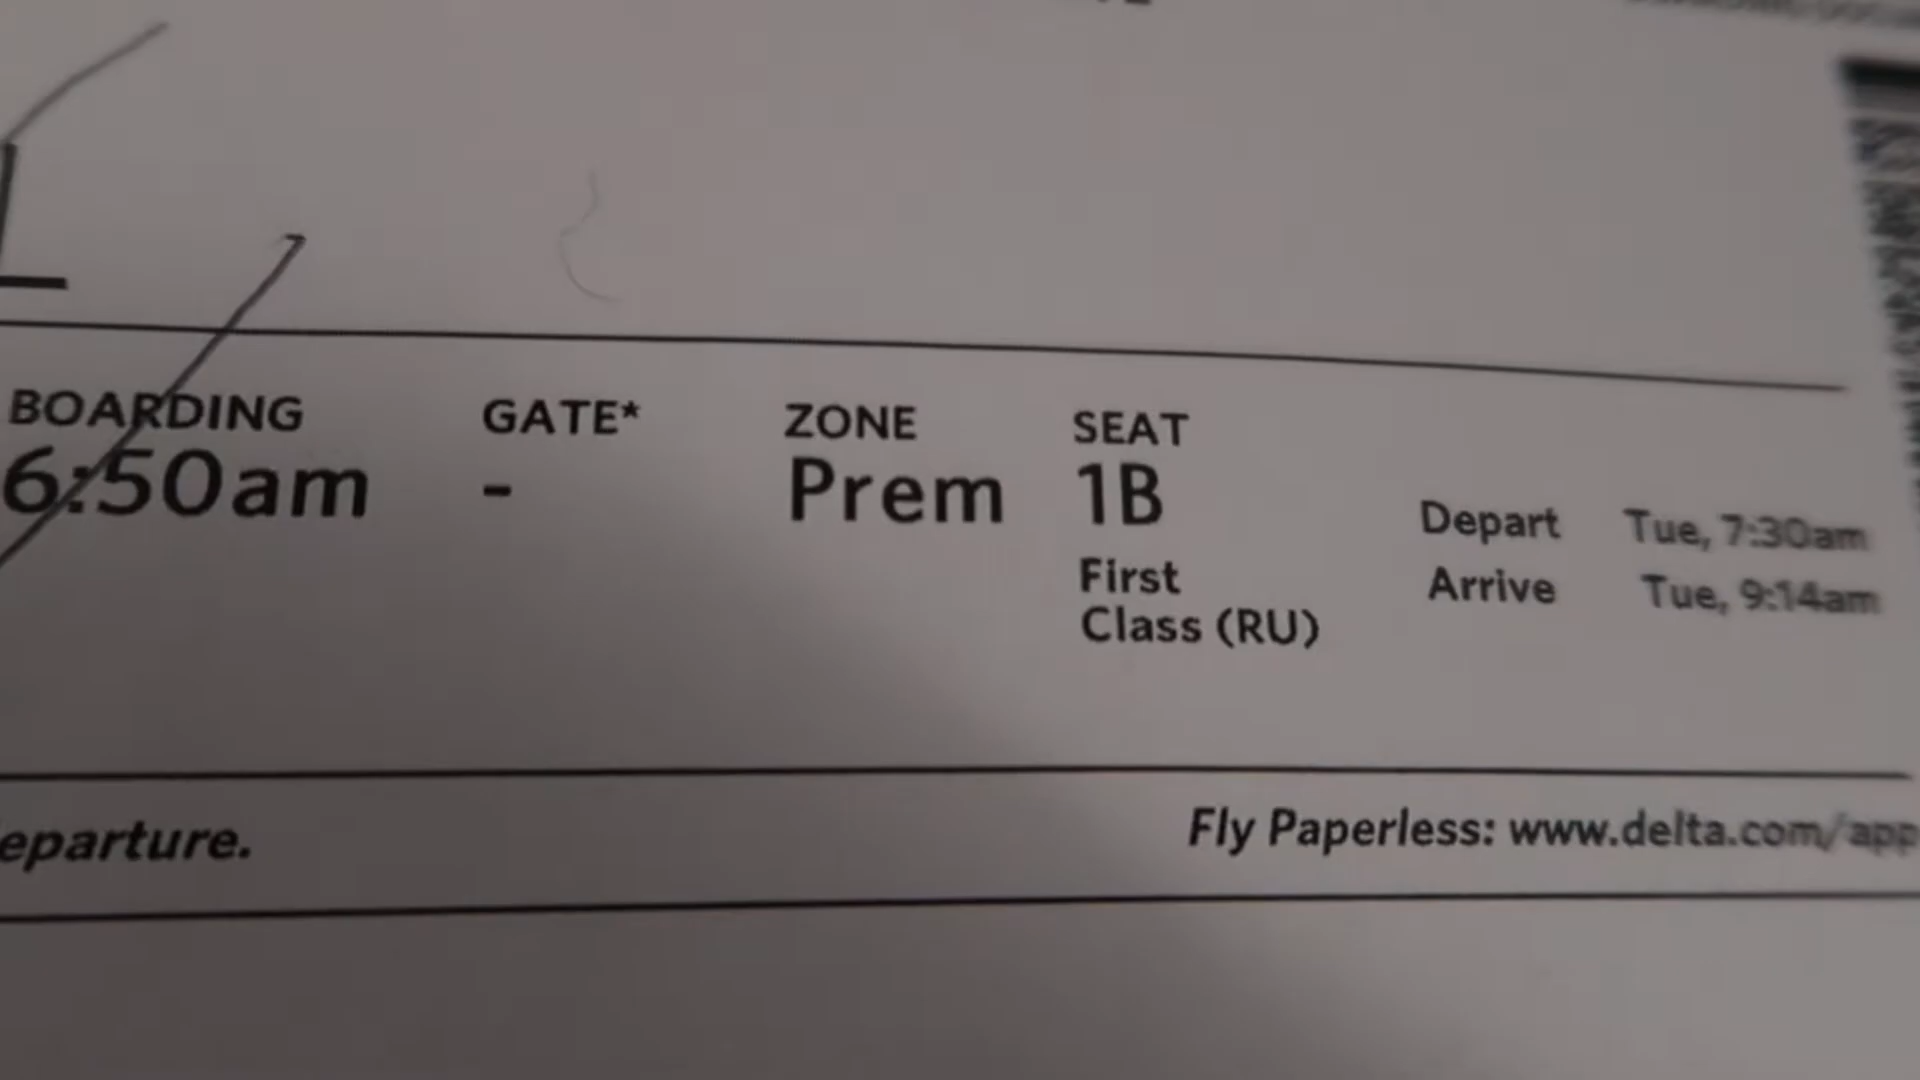 BOARDING GATE* ZONE SEAT
6:50am - Prem 1B
Depart Tue, 7:30am
First
Arrive Tue, 9:14am
Class (RU)
eparture. Fly Paperless: www.delta.com/app